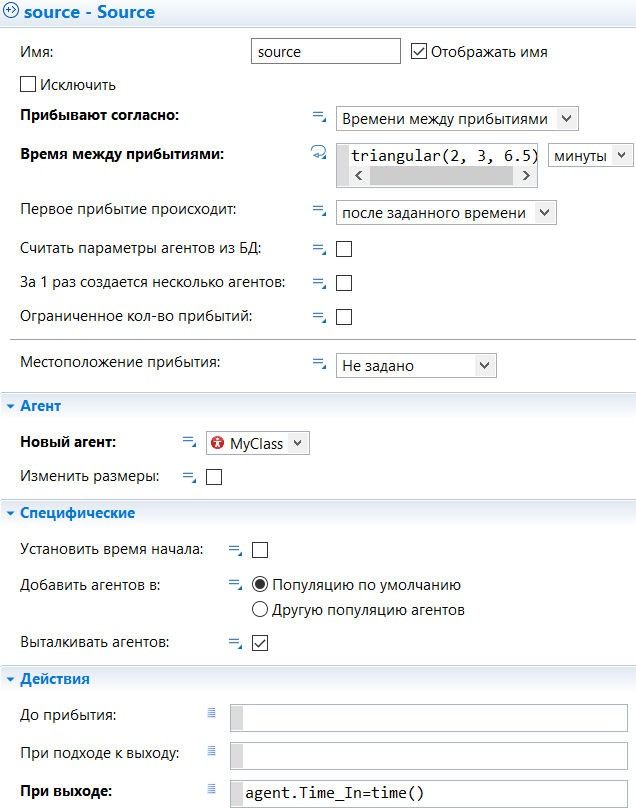 source - Source
Имя: source Отображать имя
Исключить
Прибывают согласно: Времени между прибытиями
Время между прибытиями: triangular(2, 3, 6.5) минуты
Первое прибытие происходит: после заданного времени
Считать параметры агентов из БД:
За 1 раз создается несколько агентов:
Ограниченное кол-во прибытий:
Местоположение прибытия: Не задано
Агент
Новый агент: MyClass
Изменить размеры:
Специфические
Установить время начала:
Добавить агентов в: Популяцию по умолчанию
Другую популяцию агентов
Выталкивать агентов:
Действия
До прибытия:
При подходе к выходу:
При выходе: agent.Time_In=time()